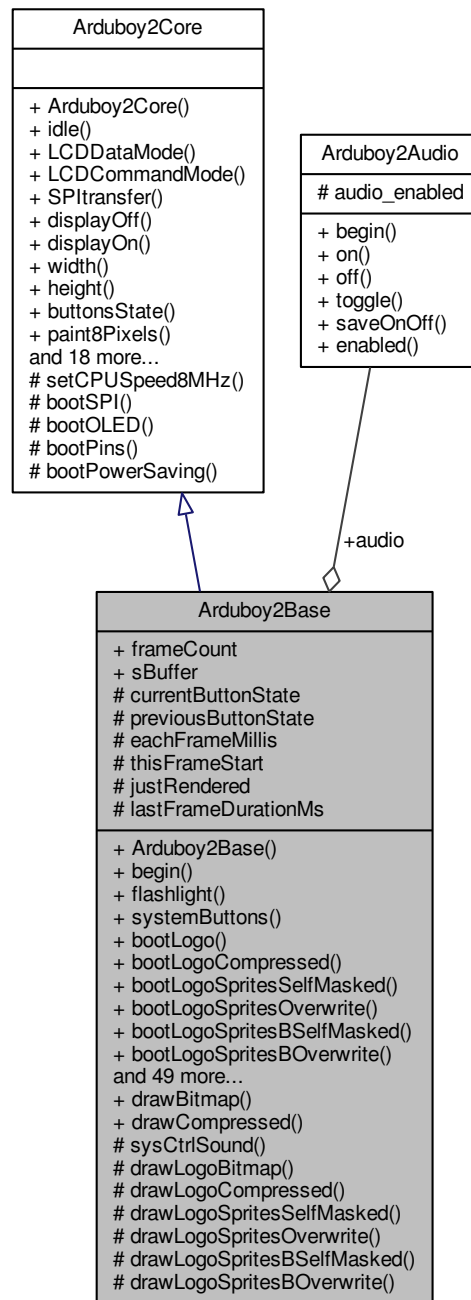 Arduboy2Core
+ Arduboy2Core()
+ idle()
+ LCDDataMode()
+ LCDCommandMode()
+ SPItransfer()
+ displayOff()
+ displayOn()
+ width()
+ height()
+ buttonsState()
+ paint8Pixels()
and 18 more...
# setCPUSpeed8MHz()
# bootSPI()
# bootOLED()
# bootPins()
# bootPowerSaving()
Arduboy2Audio
# audio_enabled
+ begin()
+ on()
+ off()
+ toggle()
+ saveOnOff()
+ enabled()
+audio
Arduboy2Base
+ frameCount
+ sBuffer
# currentButtonState
# previousButtonState
# eachFrameMillis
# thisFrameStart
# justRendered
# lastFrameDurationMs
+ Arduboy2Base()
+ begin()
+ flashlight()
+ systemButtons()
+ bootLogo()
+ bootLogoCompressed()
+ bootLogoSpritesSelfMasked()
+ bootLogoSpritesOverwrite()
+ bootLogoSpritesBSelfMasked()
+ bootLogoSpritesBOverwrite()
and 49 more...
+ drawBitmap()
+ drawCompressed()
# sysCtrlSound()
# drawLogoBitmap()
# drawLogoCompressed()
# drawLogoSpritesSelfMasked()
# drawLogoSpritesOverwrite()
# drawLogoSpritesBSelfMasked()
# drawLogoSpritesBOverwrite()